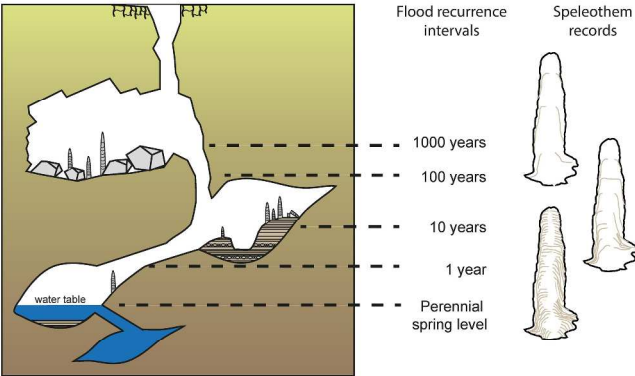 Flood recurrence
intervals
Speleothem
records
1000 years
100 years
10 years
1 year
water table
Perennial
spring level